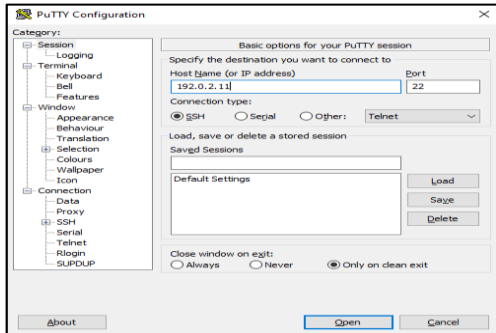 PuTTY Configuration
Category:
Session
Logging
Terminal
Keyboard
Bell
Features
Window
Appearance
Behaviour
Translation
Selection
Colours
Wallpaper
Icon
Connection
Data
Proxy
SSH
Serial
Telnet
Rlogin
SUPDUP
Basic options for your PuTTY session
Specify the destination you want to connect to
Host Name (or IP address) Port
192.0.2.11 22
Connection type:
SSH Serial Other: Telnet
Load, save or delete a stored session
Saved Sessions
Default Settings
Load
Save
Delete
Close window on exit:
Always Never Only on clean exit
About Open Cancel